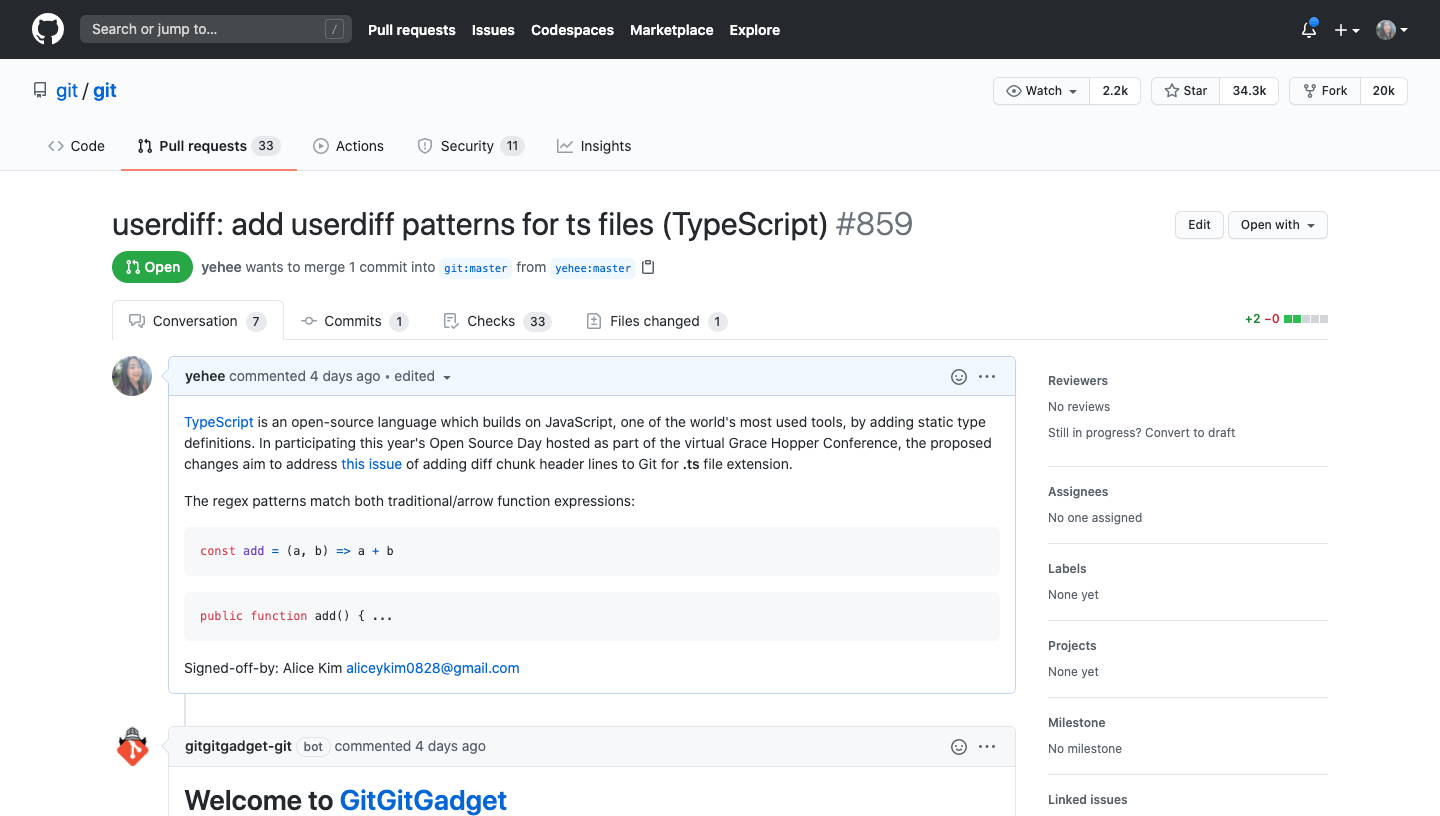 Search or jump to... /
Pull requests Issues Codespaces Marketplace Explore
git / git
Watch 2.2k Star 34.3k Fork 20k
Code Pull requests 33 Actions Security 11 Insights
userdiff: add userdiff patterns for ts files (TypeScript) #859
Edit Open with
Open yehee wants to merge 1 commit into git:master from yehee:master
Conversation 7 Commits 1 Checks 33 Files changed 1
+2 −0
yehee commented 4 days ago • edited
TypeScript is an open-source language which builds on JavaScript, one of the world's most used tools, by adding static type
definitions. In participating this year's Open Source Day hosted as part of the virtual Grace Hopper Conference, the proposed
changes aim to address this issue of adding diff chunk header lines to Git for .ts file extension.
The regex patterns match both traditional/arrow function expressions:
const add = (a, b) => a + b
public function add() { ...
Signed-off-by: Alice Kim aliceykim0828@gmail.com
gitgitgadget-git bot commented 4 days ago
Welcome to GitGitGadget
Reviewers
No reviews
Still in progress? Convert to draft
Assignees
No one assigned
Labels
None yet
Projects
None yet
Milestone
No milestone
Linked issues